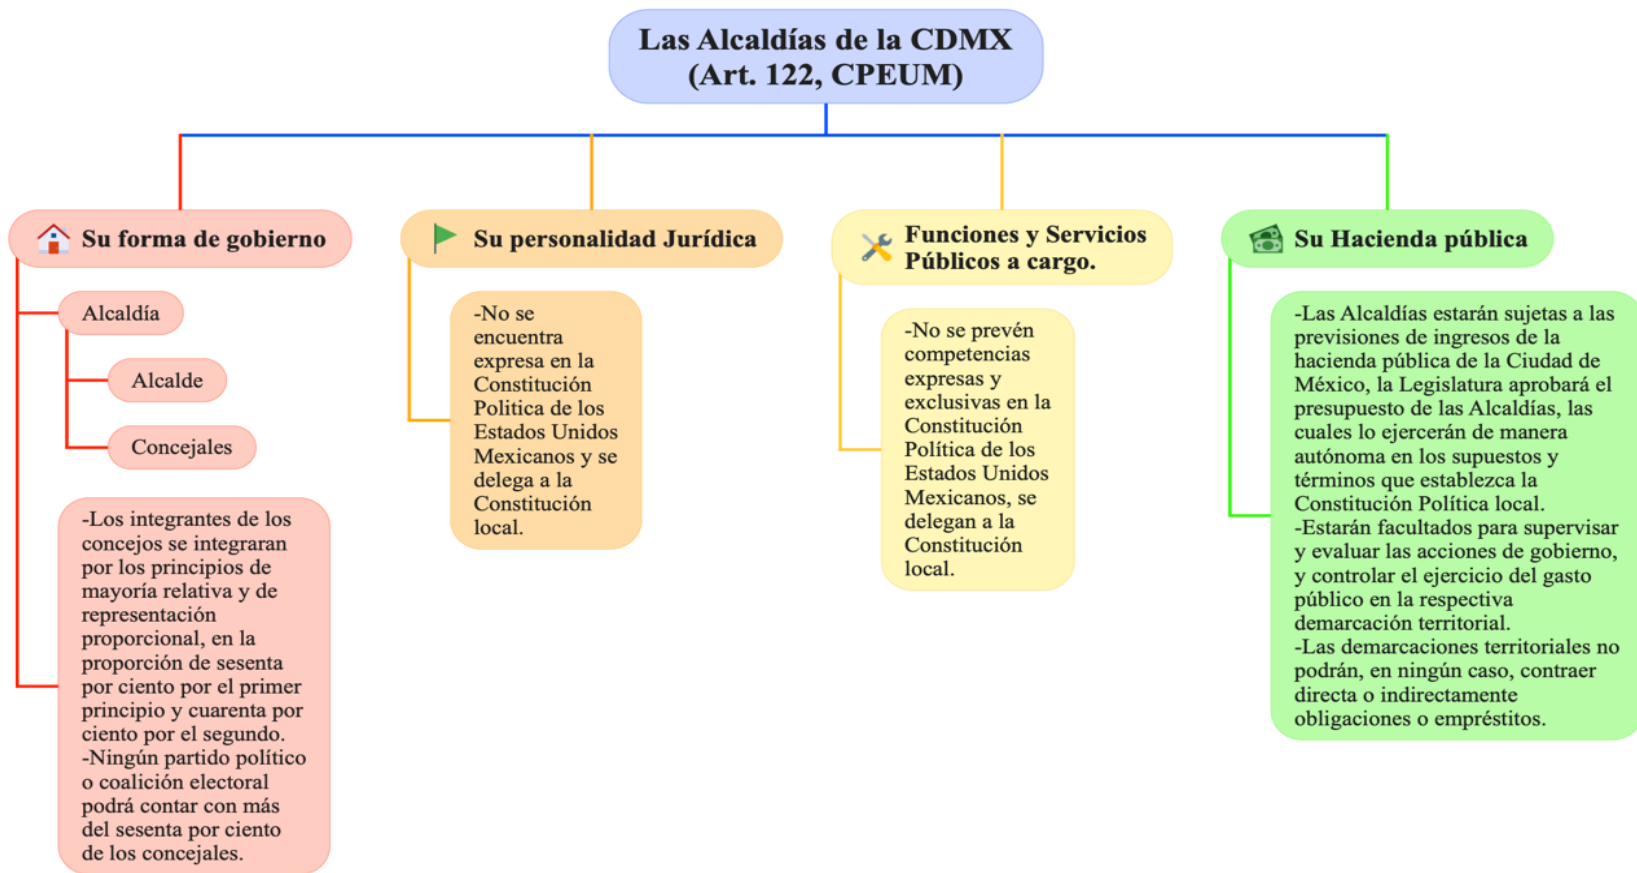 Las Alcaldías de la CDMX
(Art. 122, CPEUM)
Su forma de gobierno
Alcaldía
Alcalde
Concejales
-Los integrantes de los
concejos se integraran
por los principios de
mayoría relativa y de
representación
proporcional, en la
proporción de sesenta
por ciento por el primer
principio y cuarenta por
ciento por el segundo.
-Ningún partido político
o coalición electoral
podrá contar con más
del sesenta por ciento
de los concejales.
Su personalidad Jurídica
-No se
encuentra
expresa en la
Constitución
Politica de los
Estados Unidos
Mexicanos y se
delega a la
Constitución
local.
Funciones y Servicios
Públicos a cargo.
-No se prevén
competencias
expresas y
exclusivas en la
Constitución
Política de los
Estados Unidos
Mexicanos, se
delegan a la
Constitución
local.
Su Hacienda pública
-Las Alcaldías estarán sujetas a las
previsiones de ingresos de la
hacienda pública de la Ciudad de
México, la Legislatura aprobará el
presupuesto de las Alcaldías, las
cuales lo ejercerán de manera
autónoma en los supuestos y
términos que establezca la
Constitución Política local.
-Estarán facultados para supervisar
y evaluar las acciones de gobierno,
y controlar el ejercicio del gasto
público en la respectiva
demarcación territorial.
-Las demarcaciones territoriales no
podrán, en ningún caso, contraer
directa o indirectamente
obligaciones o empréstitos.